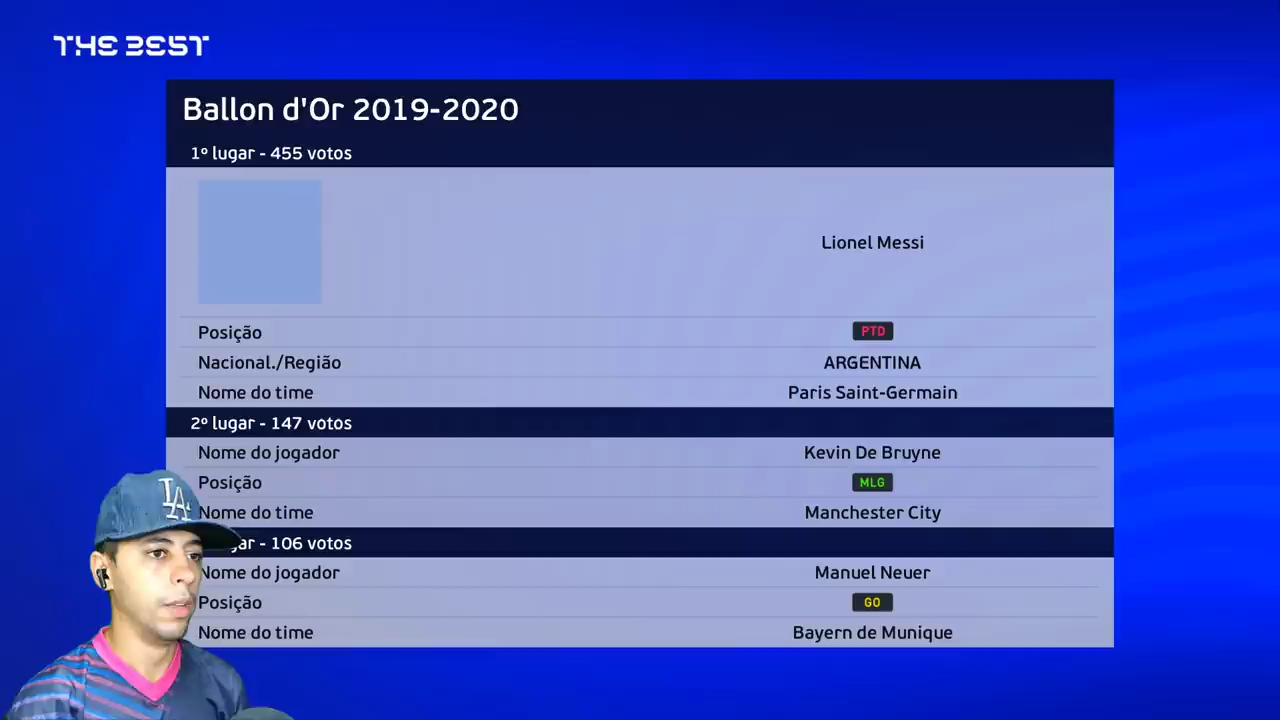 THE BEST
Ballon d'Or 2019-2020
1º lugar - 455 votos
Lionel Messi
Posição PTD
Nacional./Região ARGENTINA
Nome do time Paris Saint-Germain
2º lugar - 147 votos
Nome do jogador Kevin De Bruyne
Posição MLG
Nome do time Manchester City
- 106 votos
Nome do jogador Manuel Neuer
Posição GO
Nome do time Bayern de Munique
LA